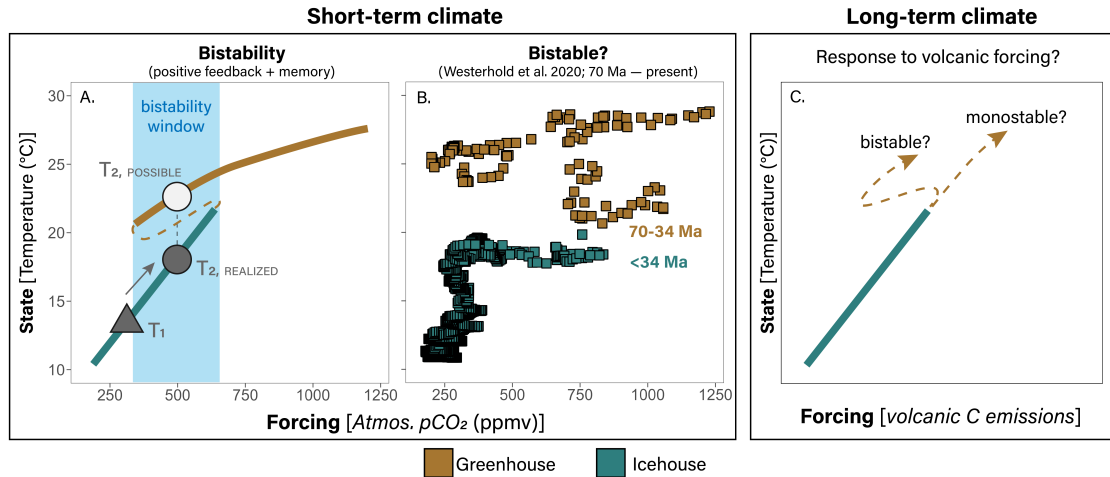 Short-term climate
Long-term climate
Bistability
(positive feedback + memory)
Bistable?
(Westerhold et al. 2020; 70 Ma — present)
Response to volcanic forcing?
State [Temperature (°C)]
30
25
20
15
10
A.
bistability
window
T2, POSSIBLE
T2, REALIZED
T1
250
500
750
1000
1250
B.
70-34 Ma
<34 Ma
250
500
750
1000
1250
Forcing [Atmos. pCO₂ (ppmv)]
State [Temperature (°C)]
C.
monostable?
bistable?
Forcing [volcanic C emissions]
Greenhouse
Icehouse